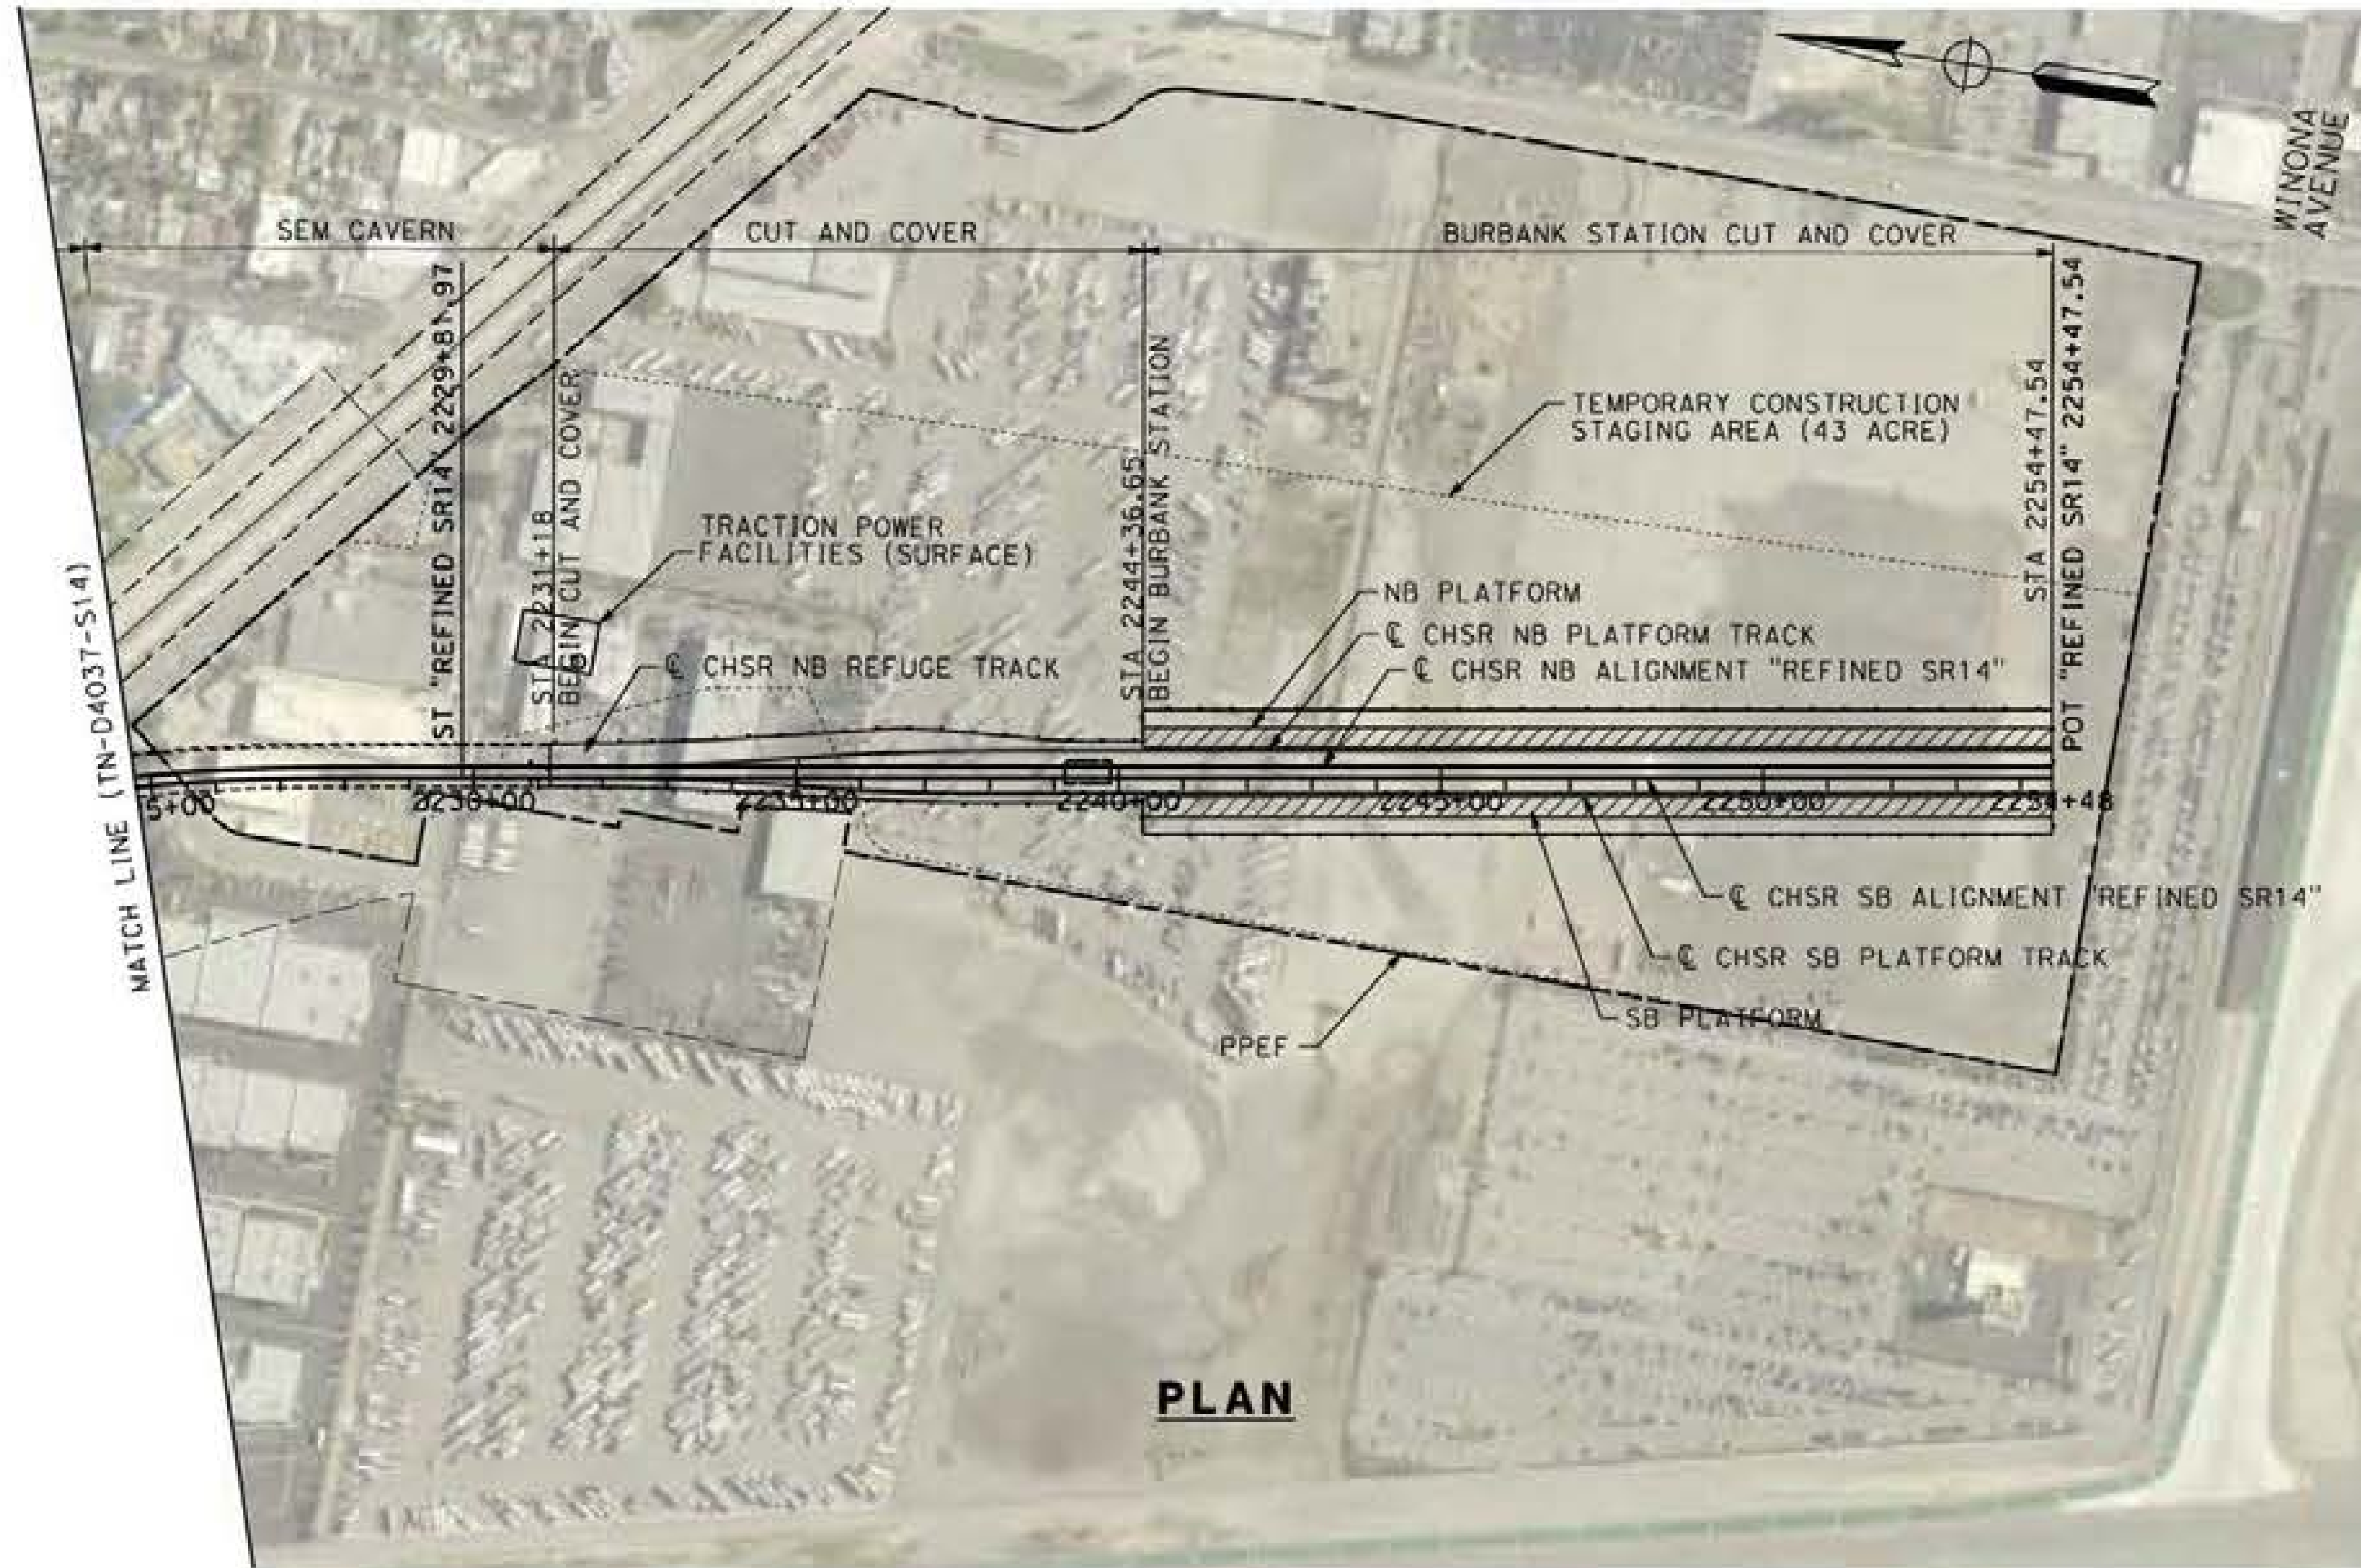 WINONA
AVENUE
SEM CAVERN
CUT AND COVER
BURBANK STATION CUT AND COVER
ST "REFINED SR14" 2229+81.97
STA 2231+18
BEGIN CUT AND COVER
STA 2244+36.65
BEGIN BURBANK STATION
STA 2254+47.54
POT "REFINED SR14" 2254+47.54
TEMPORARY CONSTRUCTION
STAGING AREA (43 ACRE)
TRACTION POWER
FACILITIES (SURFACE)
NB PLATFORM
℄ CHSR NB PLATFORM TRACK
℄ CHSR NB REFUGE TRACK
℄ CHSR NB ALIGNMENT "REFINED SR14"
MATCH LINE (TN-D4037-S14)
5+00
2230+00
2235+00
2240+00
2245+00
2250+00
2254+48
℄ CHSR SB ALIGNMENT "REFINED SR14"
℄ CHSR SB PLATFORM TRACK
SB PLATFORM
PPEF
PLAN